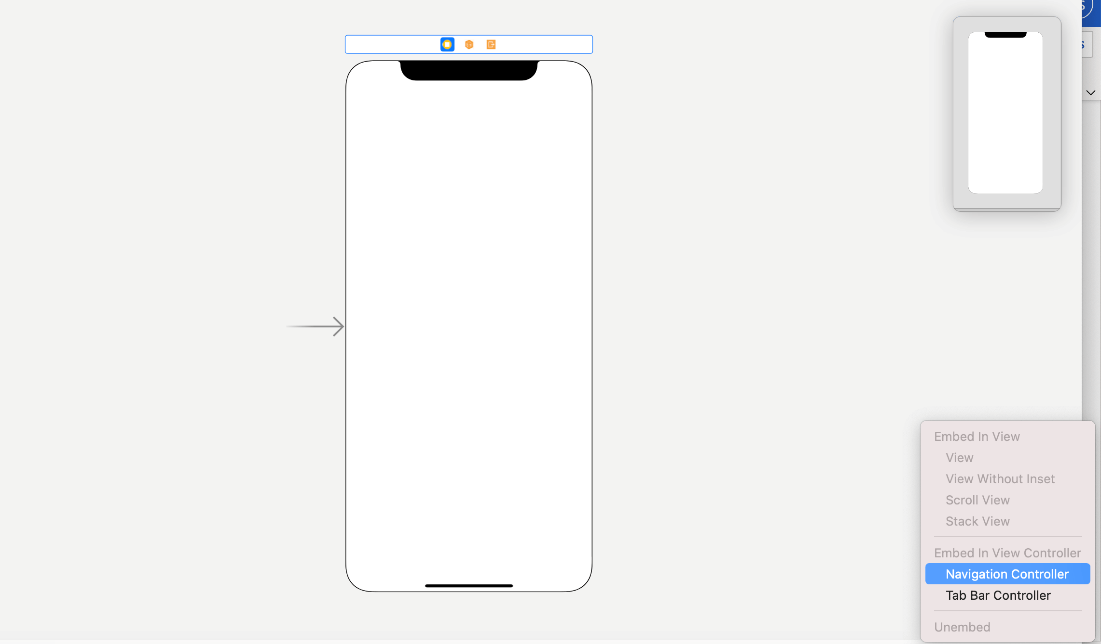 Embed In View
View
View Without Inset
Scroll View
Stack View
Embed In View Controller
Navigation Controller
Tab Bar Controller
Unembed